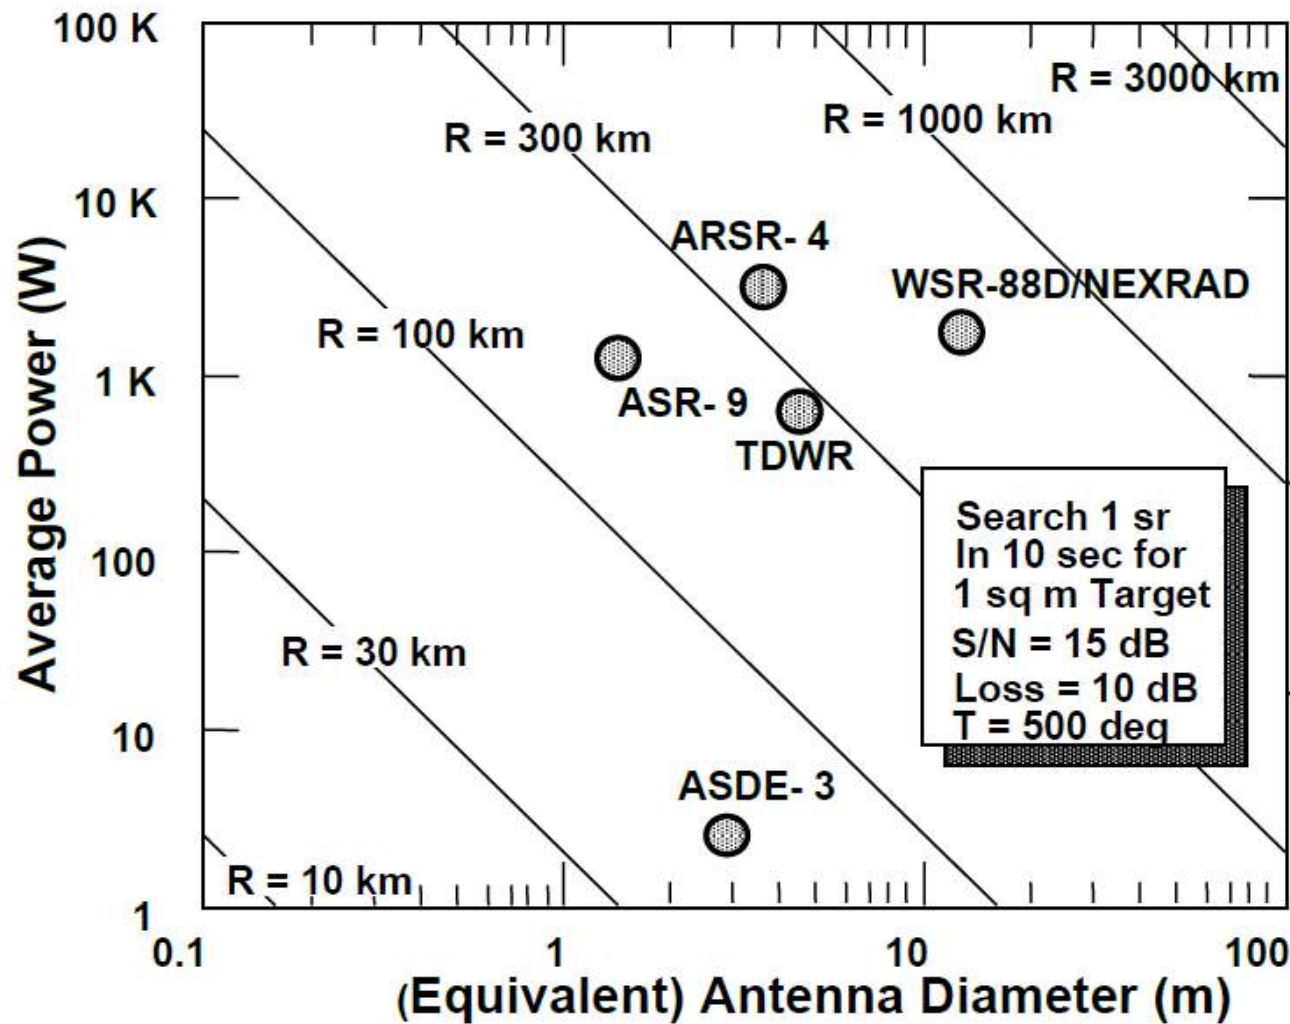 100 K
R = 3000 km
R = 1000 km
R = 300 km
10 K
ARSR- 4
WSR-88D/NEXRAD
R = 100 km
1 K
ASR- 9
TDWR
Average Power (W)
Search 1 sr
In 10 sec for
1 sq m Target
S/N = 15 dB
Loss = 10 dB
T = 500 deq
100
R = 30 km
10
ASDE- 3
R = 10 km
1
0.1
1
10
100
(Equivalent) Antenna Diameter (m)